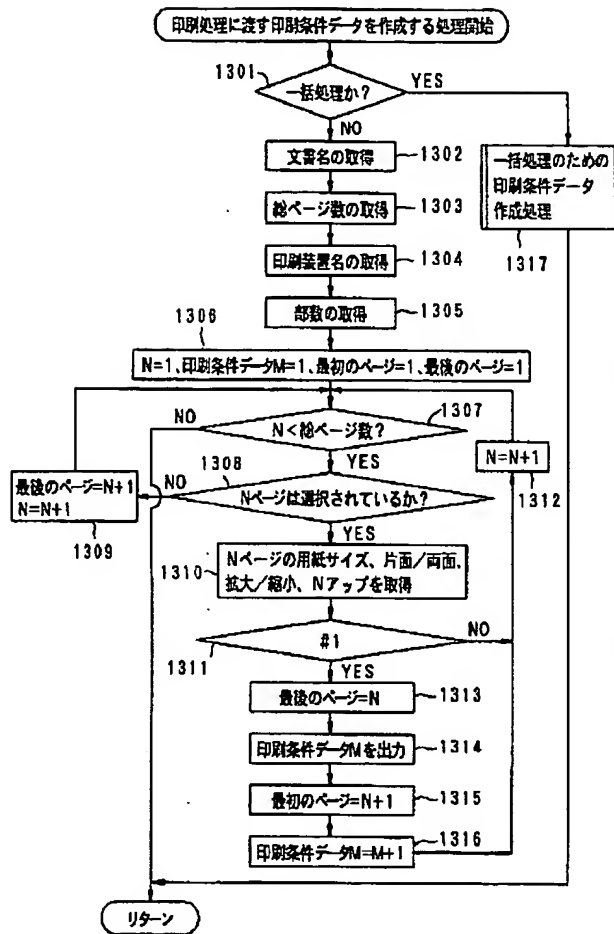 印刷処理に渡す印刷条件データを作成する処理開始
1301
一括処理か?
YES
NO
文書名の取得
1302
一括処理のための
印刷条件データ
作成処理
1317
総ページ数の取得
1303
印刷装置名の取得
1304
部数の取得
1305
1306
N=1、印刷条件データM=1、最初のページ=1、最後のページ=1
NO
N<総ページ数?
1307
YES
N=N+1
1312
1308
最後のページ=N+1
N=N+1
1309
NO
Nページは選択されているか?
YES
1310
Nページの用紙サイズ、片面/両面、
拡大/縮小、Nアップを取得
1311
#1
NO
YES
最後のページ=N
1313
印刷条件データMを出力
1314
最初のページ=N+1
1315
印刷条件データM=M+1
1316
リターン